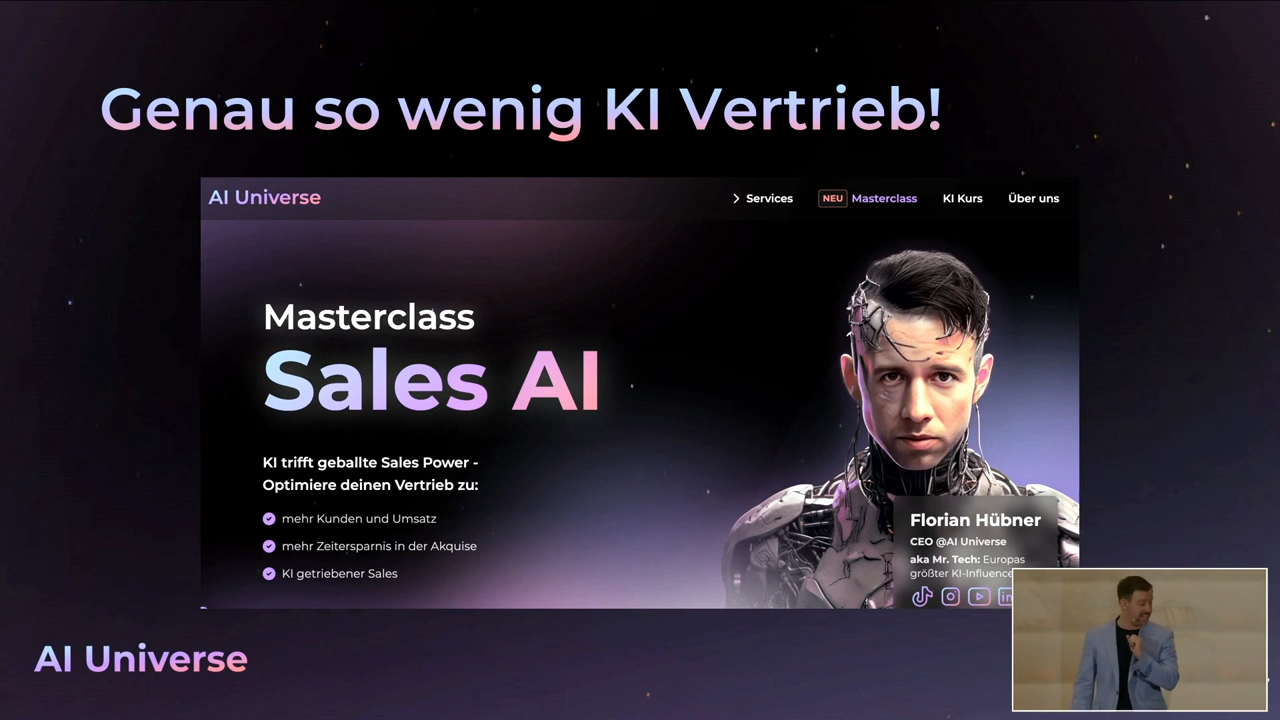 Genau so wenig KI Vertrieb!
AI Universe
Services
NEU Masterclass
KI Kurs
Über uns
Masterclass
Sales AI
KI trifft geballte Sales Power -
Optimiere deinen Vertrieb zu:
mehr Kunden und Umsatz
mehr Zeitersparnis in der Akquise
KI getriebener Sales
Florian Hübner
CEO @AI Universe
aka Mr. Tech: Europas
größter KI-Influence
AI Universe